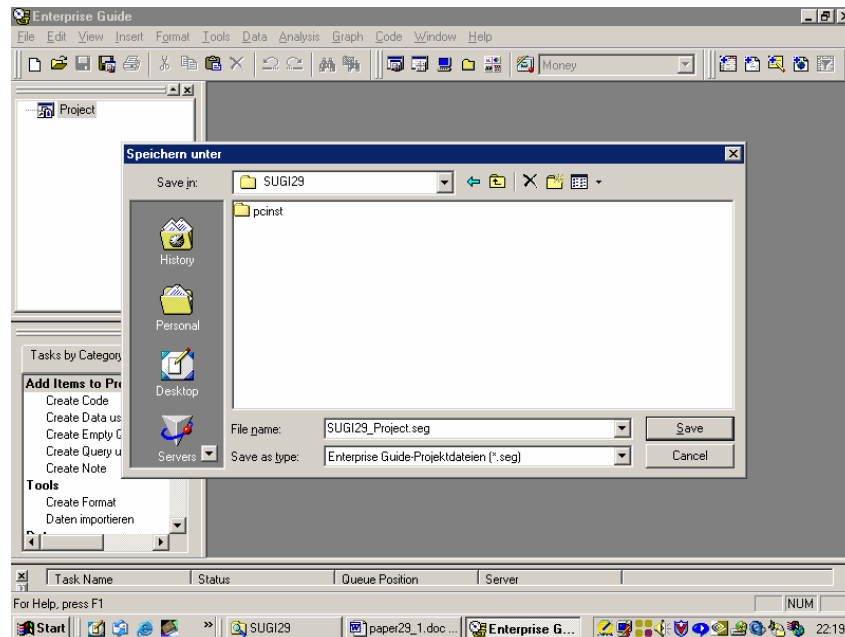 Enterprise Guide
File Edit View Insert Format Tools Data Analysis Graph Code Window Help
Money
Project
Speichern unter
Save in: SUGI29
pcinst
History
Personal
Desktop
Servers
File name: SUGI29_Project.seg Save
Save as type: Enterprise Guide-Projektdateien (*.seg) Cancel
Tasks by Category
Add Items to Pr
Create Code
Create Data us
Create Empty
Create Query u
Create Note
Tools
Create Format
Daten importieren
Task Name Status Queue Position Server
For Help, press F1 NUM
Start » SUGI29 paper29_1.doc ... Enterprise G... 22:19